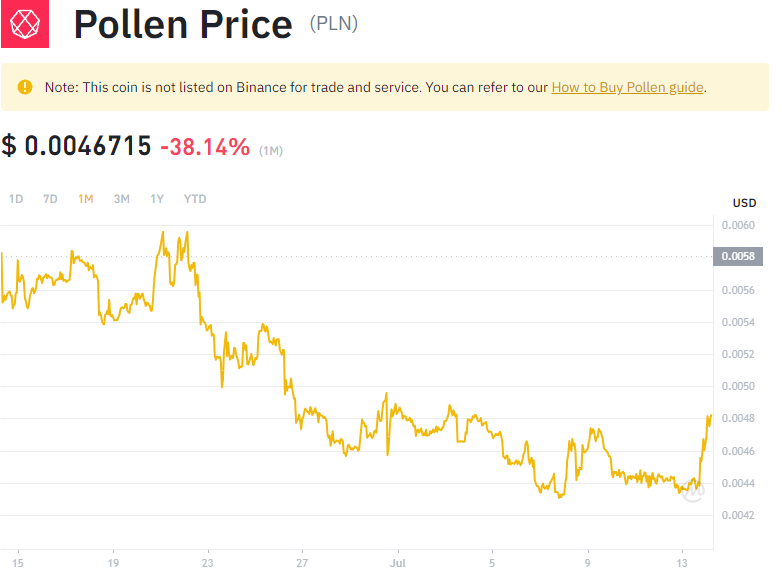 Pollen Price (PLN)
Note: This coin is not listed on Binance for trade and service. You can refer to our How to Buy Pollen guide.
$ 0.0046715 -38.14% (1M)
1D 7D 1M 3M 1Y YTD
USD
0.0060
0.0058
0.0056
0.0054
0.0052
0.0050
0.0048
0.0046
0.0044
0.0042
15 19 23 27 Jul 5 9 13